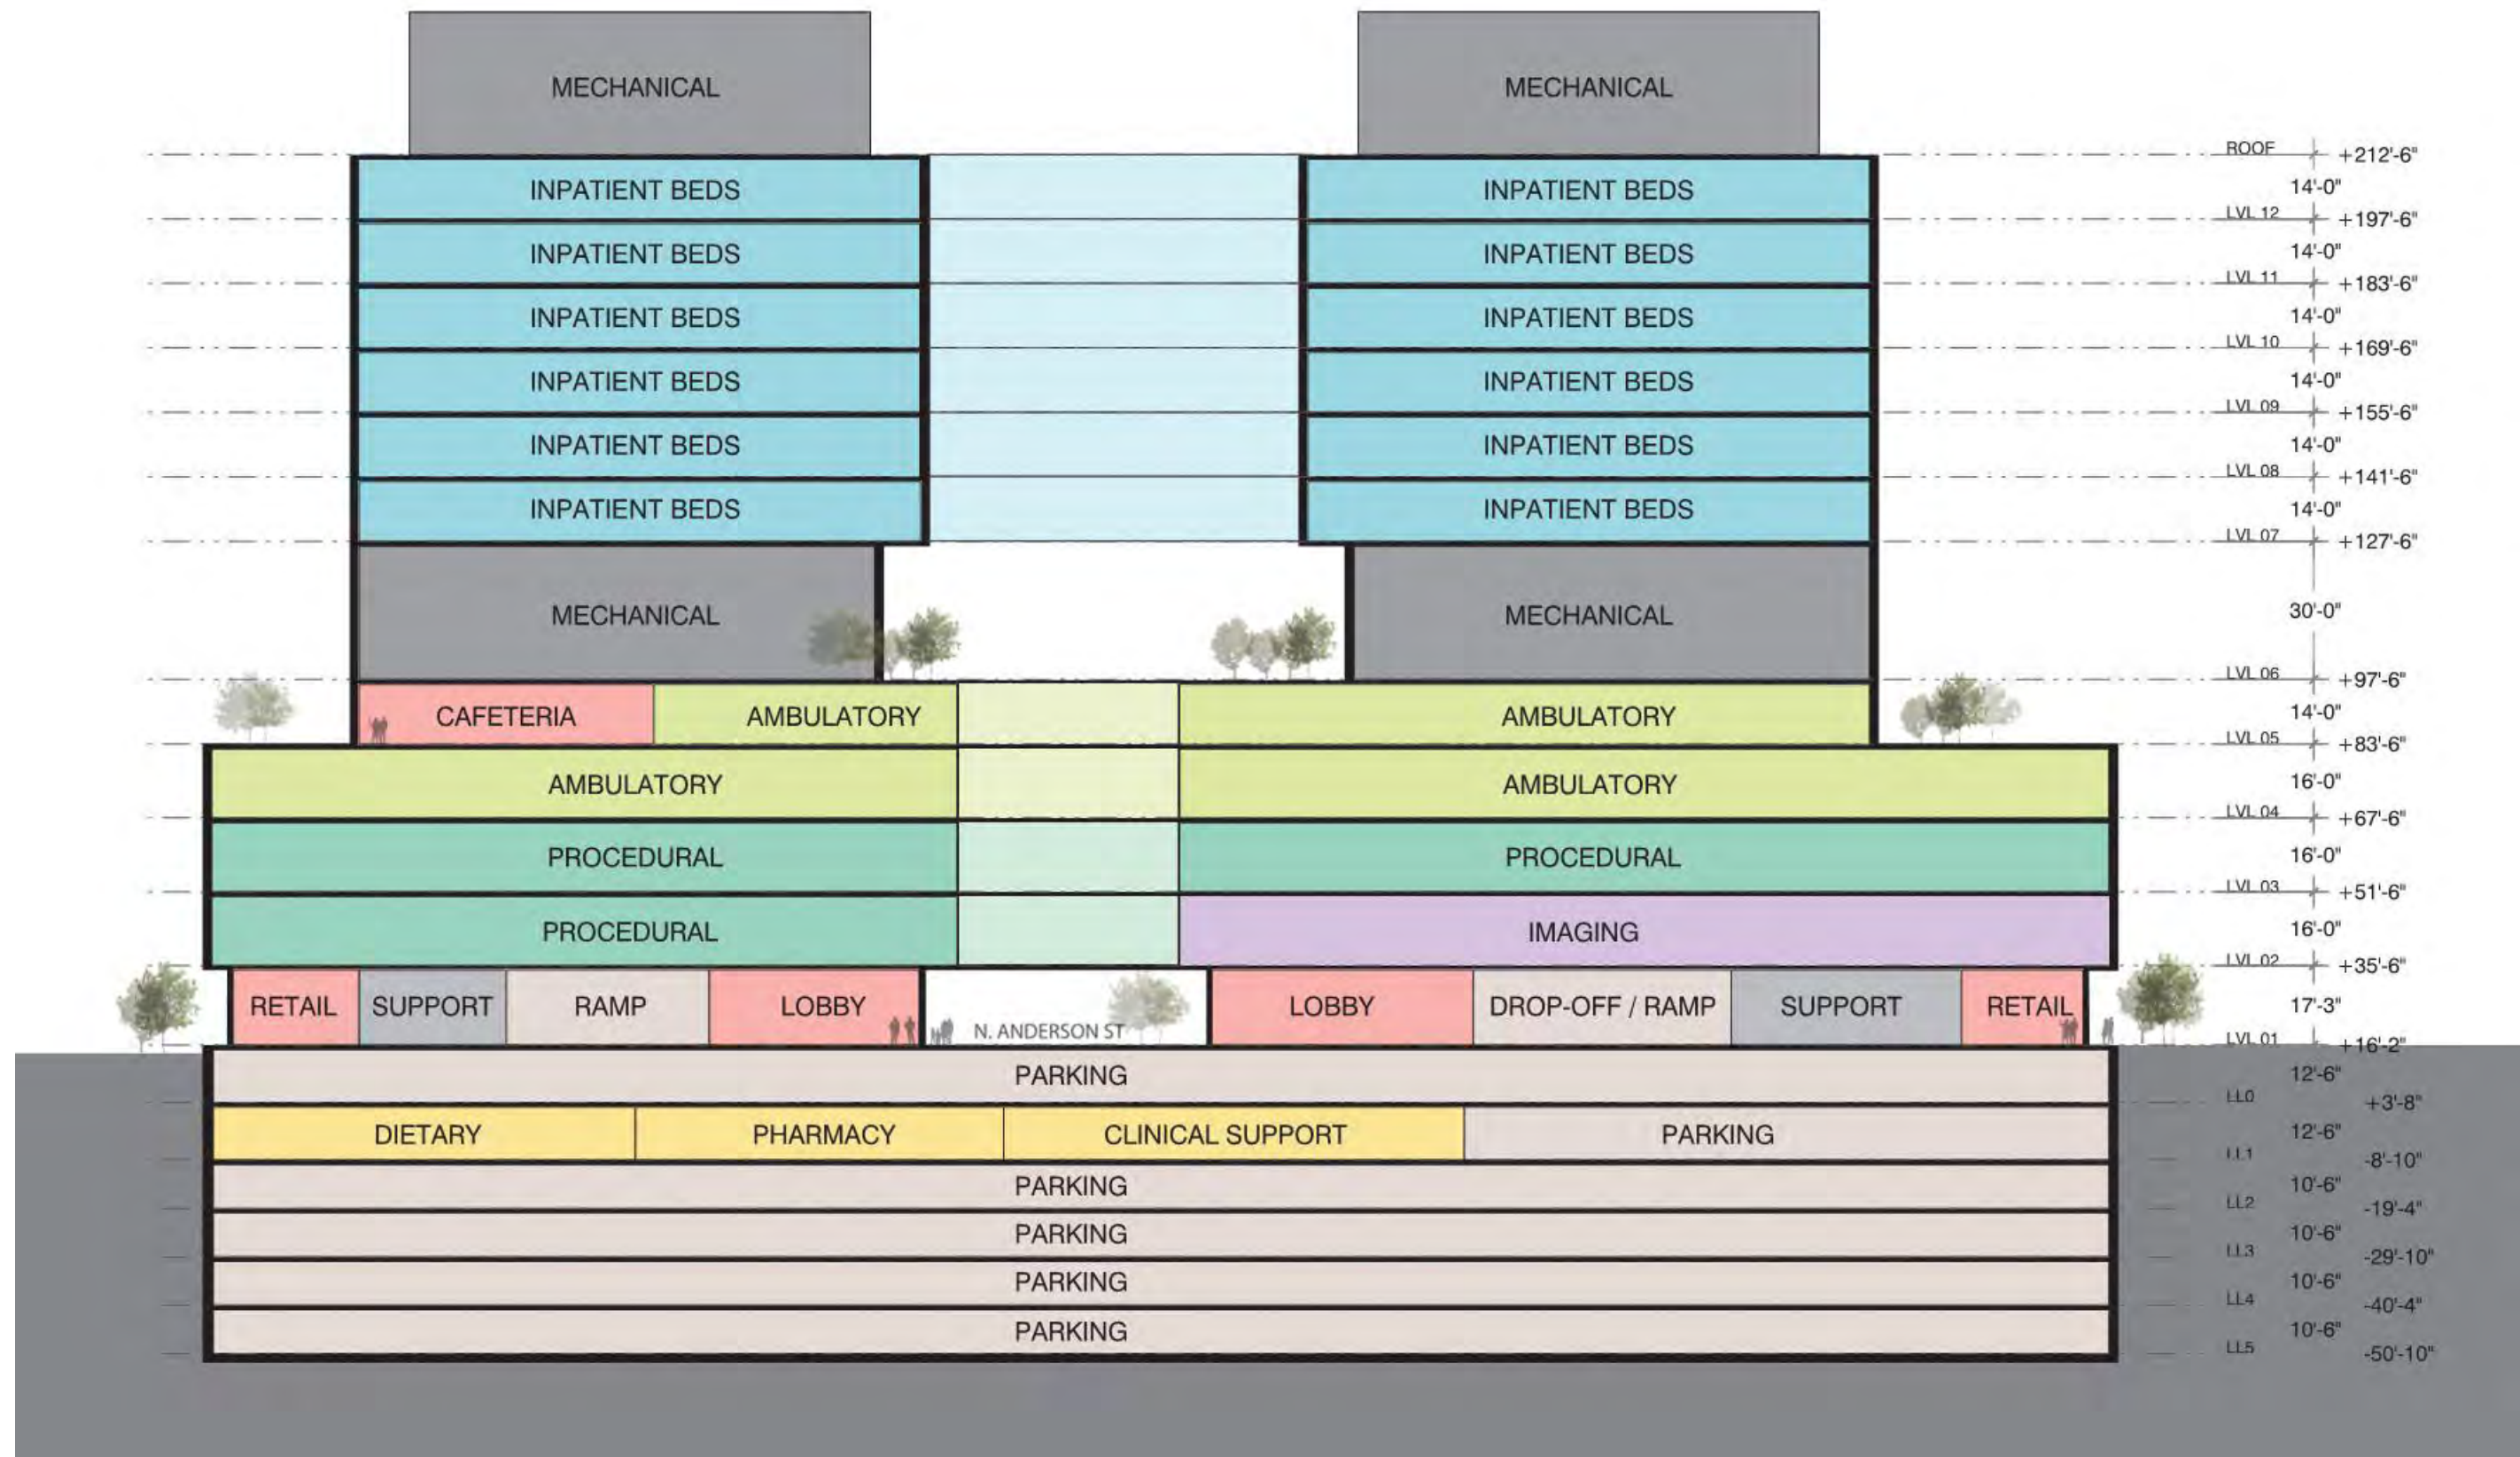 MECHANICAL MECHANICAL
ROOF +212'-6"
INPATIENT BEDS INPATIENT BEDS 14'-0"
LVL 12 +197'-6"
INPATIENT BEDS INPATIENT BEDS 14'-0"
LVL 11 +183'-6"
INPATIENT BEDS INPATIENT BEDS 14'-0"
LVL 10 +169'-6"
INPATIENT BEDS INPATIENT BEDS 14'-0"
LVL 09 +155'-6"
INPATIENT BEDS INPATIENT BEDS 14'-0"
LVL 08 +141'-6"
INPATIENT BEDS INPATIENT BEDS 14'-0"
LVL 07 +127'-6"
MECHANICAL MECHANICAL 30'-0"
LVL 06 +97'-6"
CAFETERIA AMBULATORY AMBULATORY 14'-0"
LVL 05 +83'-6"
AMBULATORY AMBULATORY 16'-0"
LVL 04 +67'-6"
PROCEDURAL PROCEDURAL 16'-0"
LVL 03 +51'-6"
PROCEDURAL IMAGING 16'-0"
LVL 02 +35'-6"
RETAIL SUPPORT RAMP LOBBY LOBBY DROP-OFF / RAMP SUPPORT RETAIL 17'-3"
N. ANDERSON ST
LVL 01 +16'-2"
PARKING 12'-6"
LL0 +3'-8"
DIETARY PHARMACY CLINICAL SUPPORT PARKING 12'-6"
LL1 -8'-10"
PARKING 10'-6"
LL2 -19'-4"
PARKING 10'-6"
LL3 -29'-10"
PARKING 10'-6"
LL4 -40'-4"
PARKING 10'-6"
LL5 -50'-10"